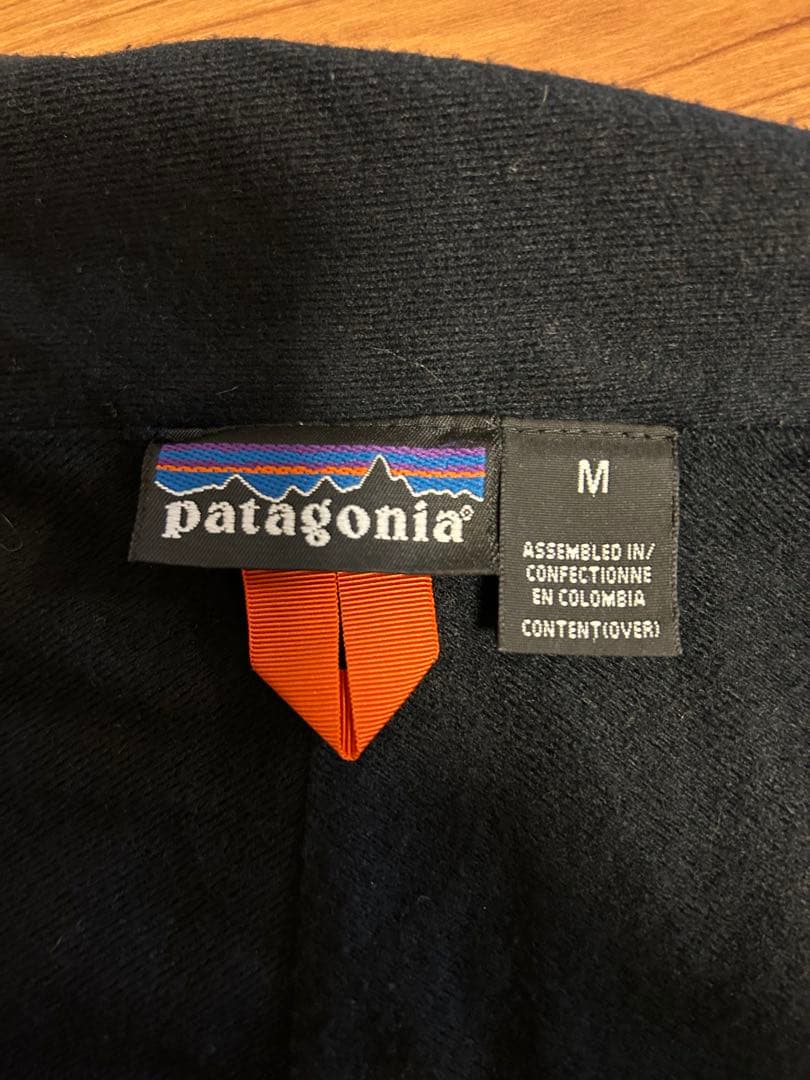 patagonia®
M
ASSEMBLED IN/
CONFECTIONNE
EN COLOMBIA
CONTENT(OVER)